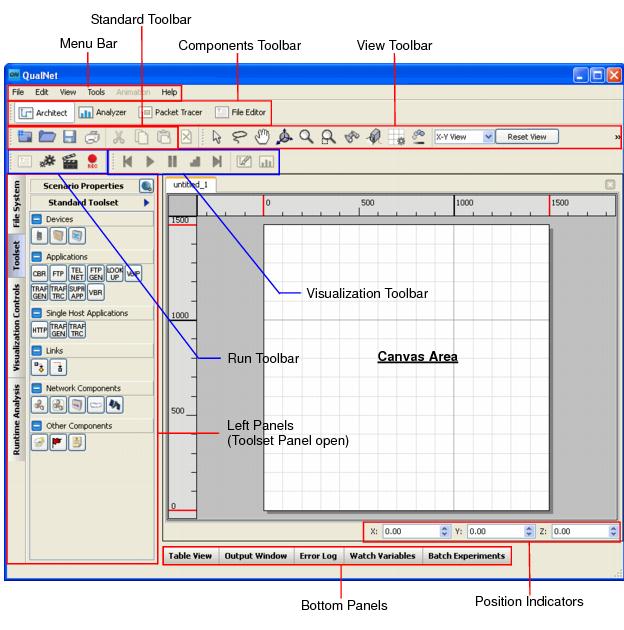 Standard Toolbar
Menu Bar
Components Toolbar
View Toolbar
QualNet
File Edit View Tools Animation Help
Architect Analyzer Packet Tracer File Editor
X-Y View Reset View »
REC
File System
Toolset
Visualization Controls
Runtime Analysis
Scenario Properties
Standard Toolset
Devices
Applications
CBR FTP TEL NET FTP GEN LOOK UP VoIP
TRAF GEN TRAF TRC SUPR APP VBR
Single Host Applications
HTTP TRAF GEN TRAF TRC
Links
Network Components
Other Components
untitled_1
0 500 1000 1500
1500
1000
500
0
Visualization Toolbar
Run Toolbar
Canvas Area
Left Panels
(Toolset Panel open)
X: 0.00 Y: 0.00 Z: 0.00
Table View Output Window Error Log Watch Variables Batch Experiments
Bottom Panels
Position Indicators